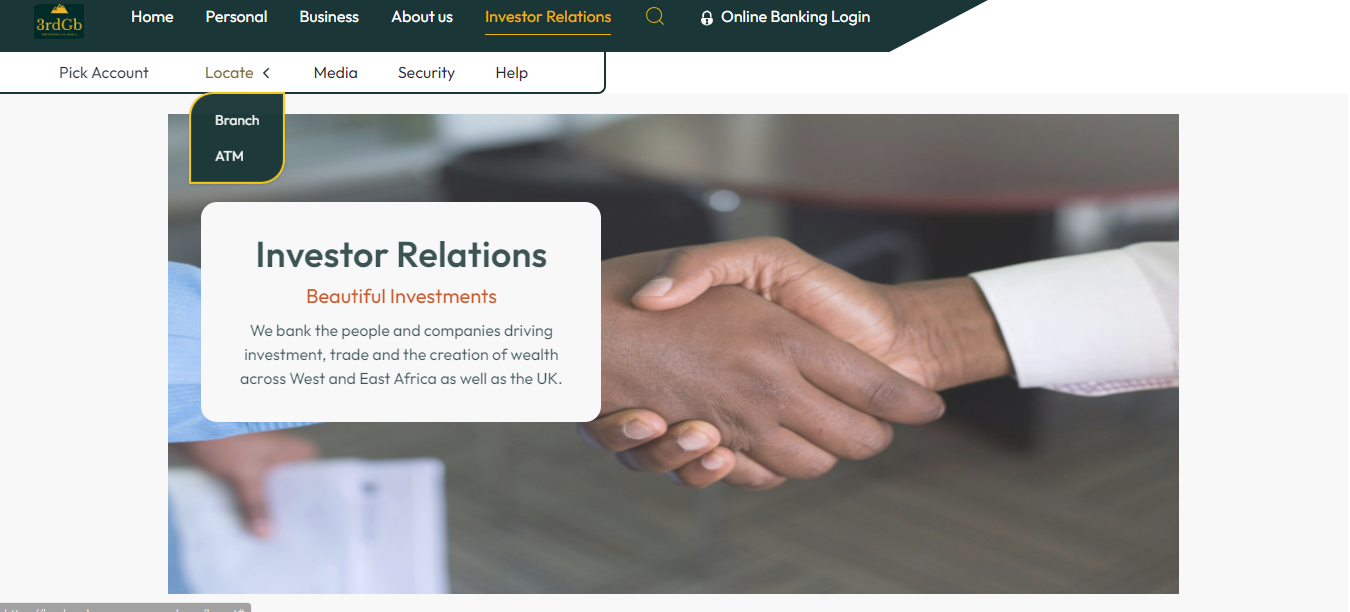 3rdGb
Home Personal Business About us Investor Relations Online Banking Login
Pick Account Locate Media Security Help
Branch
ATM
Investor Relations
Beautiful Investments
We bank the people and companies driving
investment, trade and the creation of wealth
across West and East Africa as well as the UK.